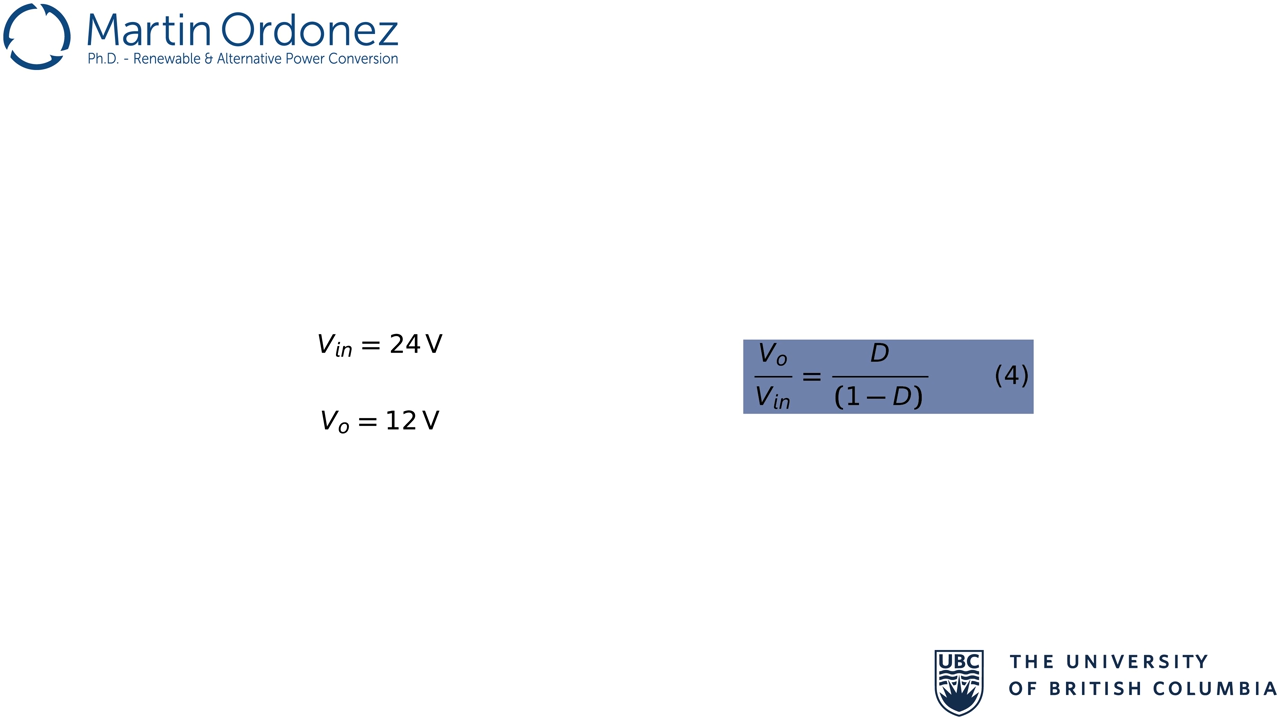 Martin Ordonez
Ph.D. - Renewable & Alternative Power Conversion
V_in = 24 V
V_o = 12 V
V_o / V_in = D / (1 − D) (4)
UBC
THE UNIVERSITY
OF BRITISH COLUMBIA